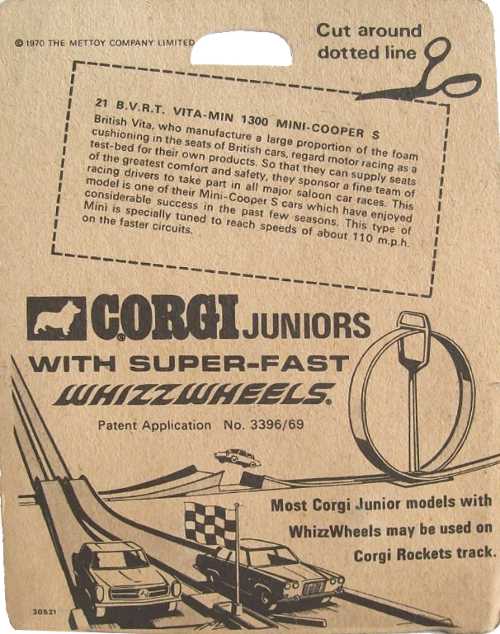 © 1970 THE METTOY COMPANY LIMITED
Cut around
dotted line
21 B.V.R.T. VITA-MIN 1300 MINI-COOPER S
British Vita, who manufacture a large proportion of the foam
cushioning in the seats of British cars, regard motor racing as a
test-bed for their own products. So that they can supply seats
of the greatest comfort and safety, they sponsor a fine team of
racing drivers to take part in all major saloon car races. This
model is one of their Mini-Cooper S cars which have enjoyed
considerable success in the past few seasons. This type of
Mini is specially tuned to reach speeds of about 110 m.p.h.
on the faster circuits.
CORGI® JUNIORS
WITH SUPER-FAST
WHIZZWHEELS®
Patent Application No. 3396/69
Most Corgi Junior models with
WhizzWheels may be used on
Corgi Rockets track.
30521